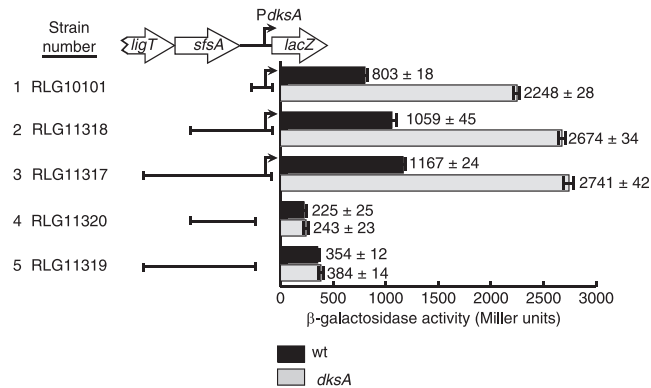 PdksA
Strain
number
ligT
sfsA
lacZ
1 RLG10101
803 ± 18
2248 ± 28
2 RLG11318
1059 ± 45
2674 ± 34
3 RLG11317
1167 ± 24
2741 ± 42
4 RLG11320
225 ± 25
243 ± 23
5 RLG11319
354 ± 12
384 ± 14
0 500 1000 1500 2000 2500 3000
β-galactosidase activity (Miller units)
wt
dksA